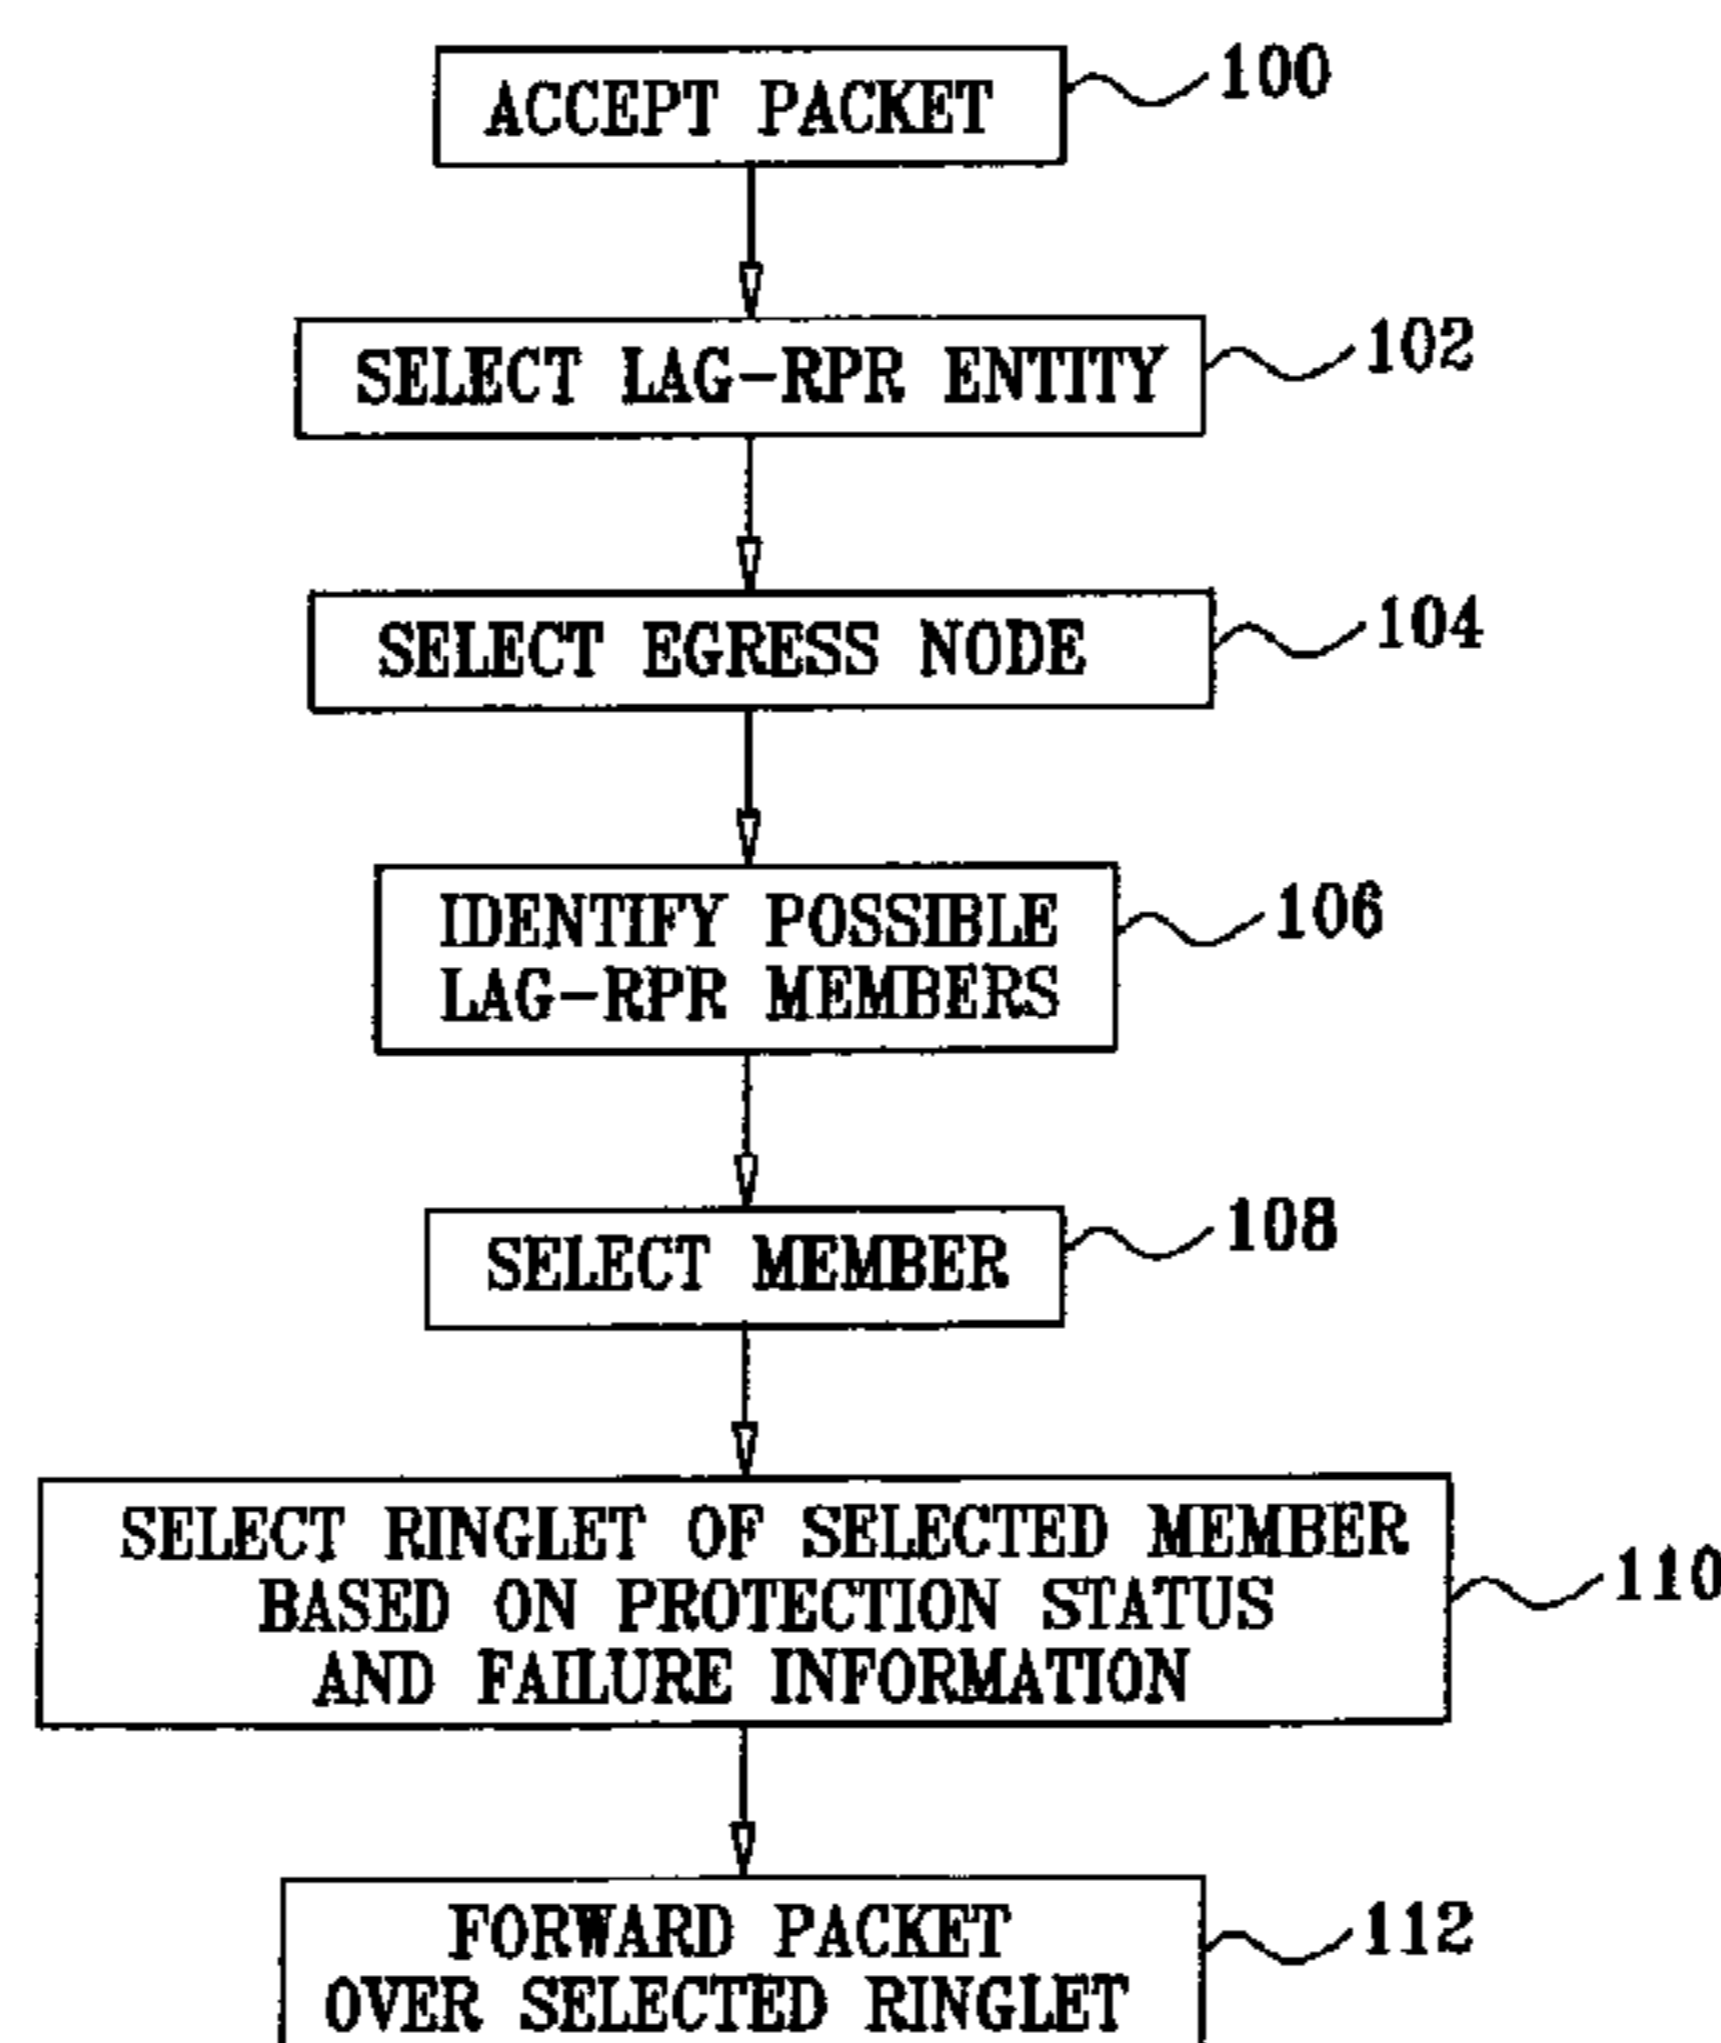 ACCEPT PACKET
100
SELECT LAG-RPR ENTITY
102
SELECT EGRESS NODE
104
IDENTIFY POSSIBLE
LAG-RPR MEMBERS
106
SELECT MEMBER
108
SELECT RINGLET OF SELECTED MEMBER
BASED ON PROTECTION STATUS
AND FAILURE INFORMATION
110
FORWARD PACKET
OVER SELECTED RINGLET
112